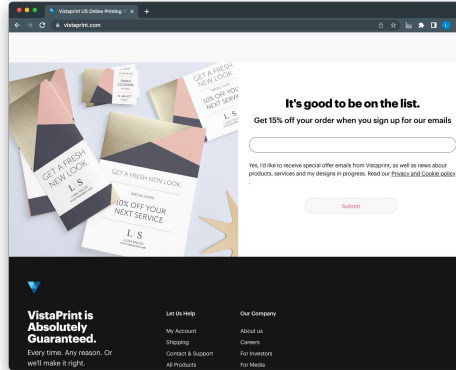 Vistaprint US Online Printing:
vistaprint.com
GET A FRESH
NEW LOOK.
L.S
GET A FRESH
NEW LOOK.
10% OFF YOUR
NEXT SERVICE
L.S
GET A FRESH NEW LOOK
10% OFF YOUR
NEXT SERVICE
L.S
It's good to be on the list.
Get 15% off your order when you sign up for our emails
Yes, I'd like to receive special offer emails from Vistaprint, as well as news about
products, services and my designs in progress. Read our Privacy and Cookie policy
.
Submit
VistaPrint is
Absolutely
Guaranteed.
Every time. Any reason. Or
we'll make it right.
Let Us Help
My Account
Shipping
Contact & Support
All Products
Our Company
About us
Careers
For Investors
For Media